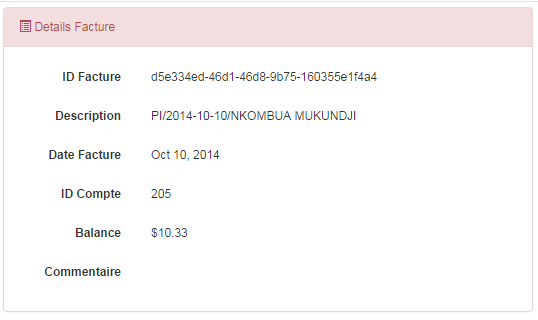 Details Facture
ID Facture d5e334ed-46d1-46d8-9b75-160355e1f4a4
Description PI/2014-10-10/NKOMBUA MUKUNDJI
Date Facture Oct 10, 2014
ID Compte 205
Balance $10.33
Commentaire